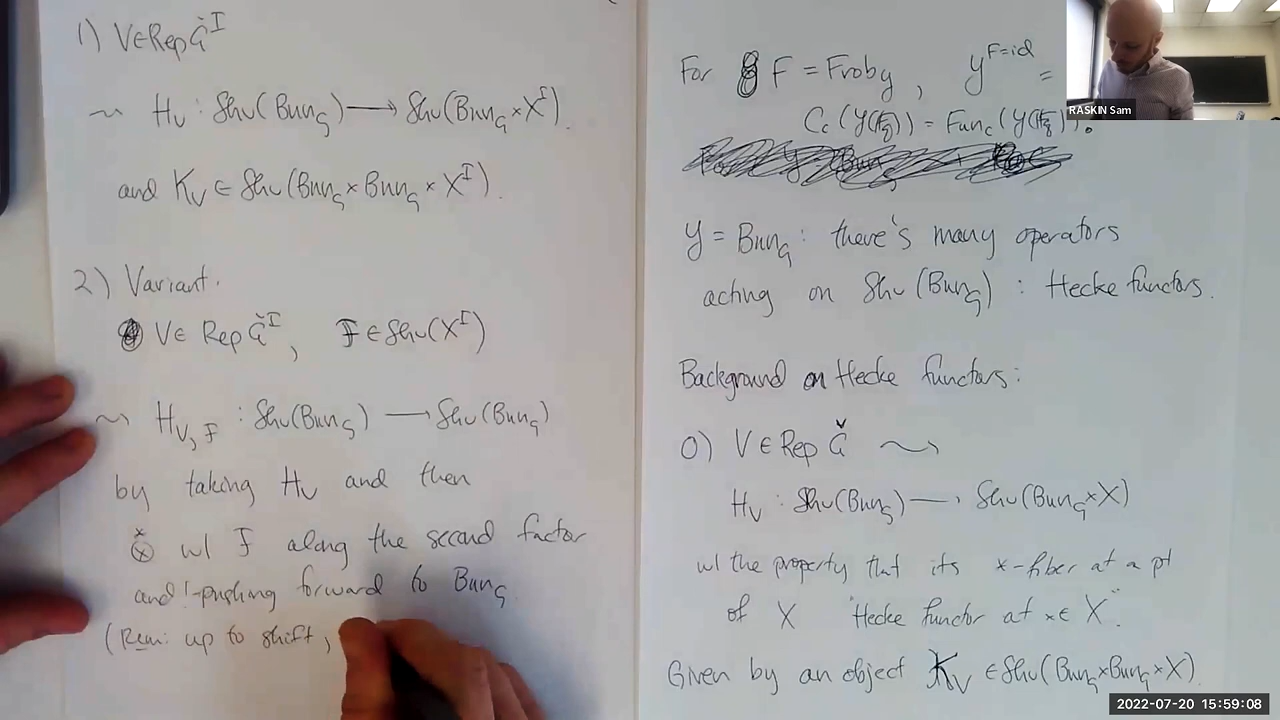 1) V∈Rep Ǧ^I
⤳ H_V : Shv(Bun_G) ⟶ Shv(Bun_G × X^I).
and K_V ∈ Shv(Bun_G × Bun_G × X^I).
2) Variant.
V∈ Rep Ǧ^I, F ∈ Shv(X^I)
⤳ H_{V,F} : Shv(Bun_G) ⟶ Shv(Bun_G)
by taking H_V and then
⊗^* w/ F along the second factor
and !-pushing forward to Bun_G.
(Rem: up to shift,
For F = Frob_y, y^{F=id} =
C_c(y(F_q)) = Fun_c(y(F_q)).
y = Bun_G : there's many operators
acting on Shv(Bun_G) : Hecke functors.
Background on Hecke functors:
0) V∈Rep Ǧ ⤳
H_V : Shv(Bun_G) ⟶ Shv(Bun_G × X)
w/ the property that its *-fiber at a pt
of X "Hecke functor at x∈X".
Given by an object K_V ∈Shv(Bun_G×Bun_G×X).
RASKIN Sam
2022-07-20 15:59:08